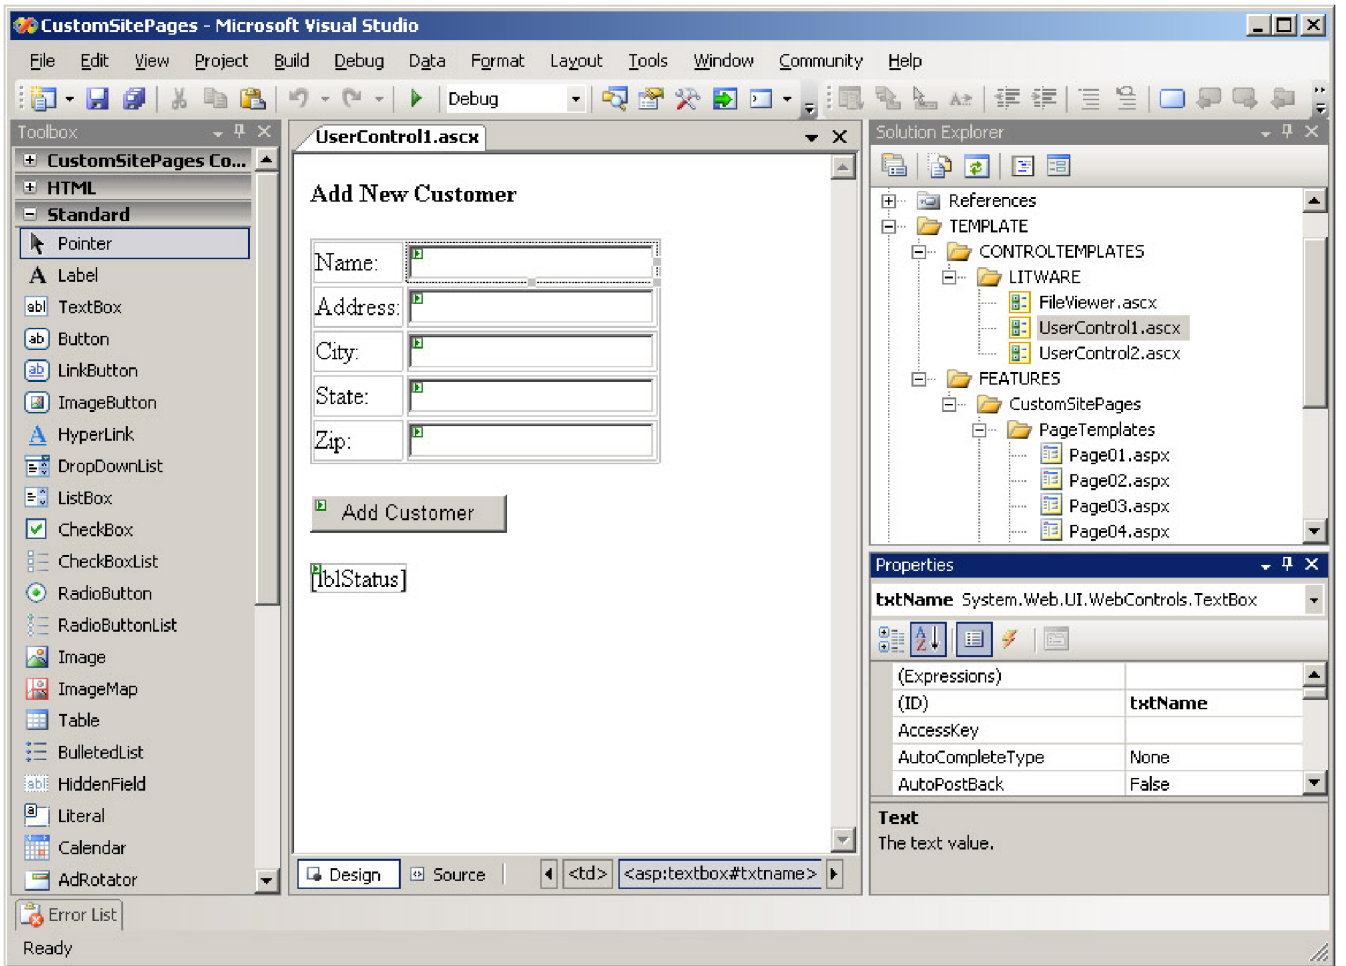 CustomSitePages - Microsoft Visual Studio
File Edit View Project Build Debug Data Format Layout Tools Window Community Help
Debug
Toolbox
CustomSitePages Co...
HTML
Standard
Pointer
A Label
abl TextBox
ab Button
ab LinkButton
ImageButton
A HyperLink
DropDownList
ListBox
CheckBox
CheckBoxList
RadioButton
RadioButtonList
Image
ImageMap
Table
BulletedList
abl HiddenField
a Literal
Calendar
AdRotator
UserControl1.ascx
Add New Customer
Name:
Address:
City:
State:
Zip:
Add Customer
[lblStatus]
Design Source <td> <asp:textbox#txtname>
Solution Explorer
References
TEMPLATE
CONTROLTEMPLATES
LITWARE
FileViewer.ascx
UserControl1.ascx
UserControl2.ascx
FEATURES
CustomSitePages
PageTemplates
Page01.aspx
Page02.aspx
Page03.aspx
Page04.aspx
Properties
txtName System.Web.UI.WebControls.TextBox
(Expressions)
(ID) txtName
AccessKey
AutoCompleteType None
AutoPostBack False
Text
The text value.
Error List
Ready